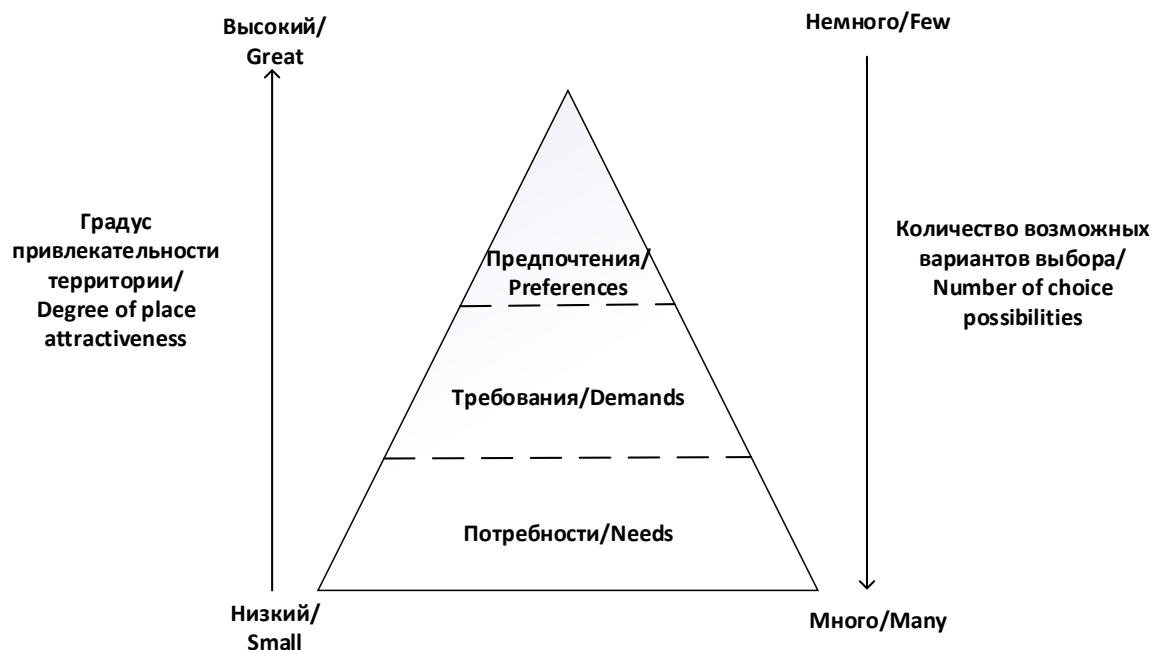 Высокий/
Great
Немного/Few
Градус
привлекательности
территории/
Degree of place
attractiveness
Количество возможных
вариантов выбора/
Number of choice
possibilities
Предпочтения/
Preferences
Требования/Demands
Потребности/Needs
Низкий/
Small
Много/Many